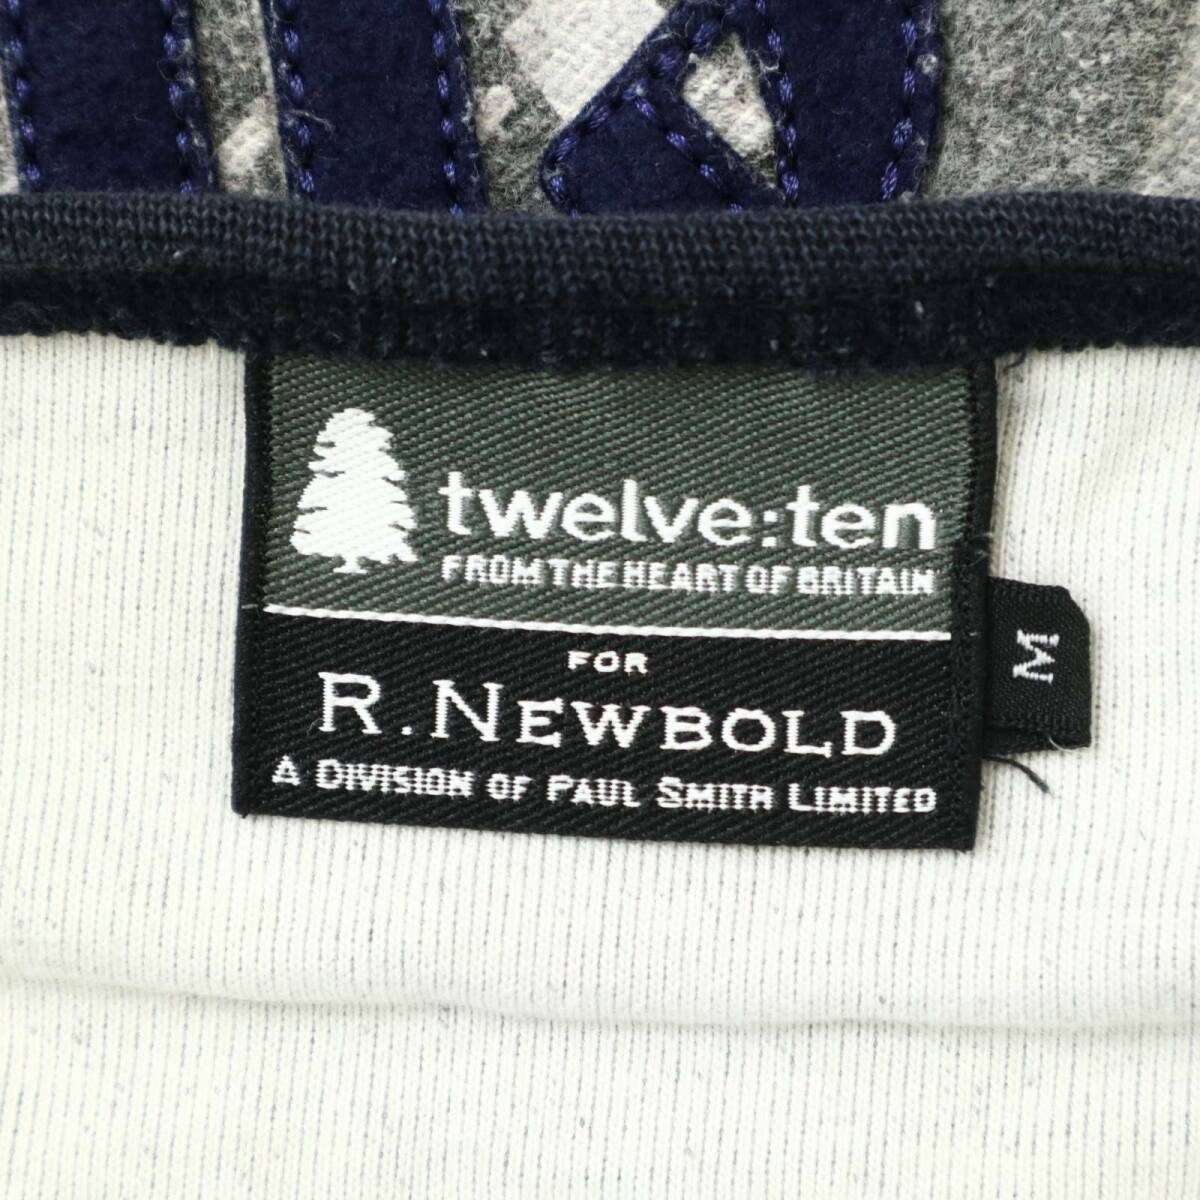 twelve:ten
FROM THE HEART OF BRITAIN
FOR
R. NEWBOLD
A DIVISION OF PAUL SMITH LIMITED
M